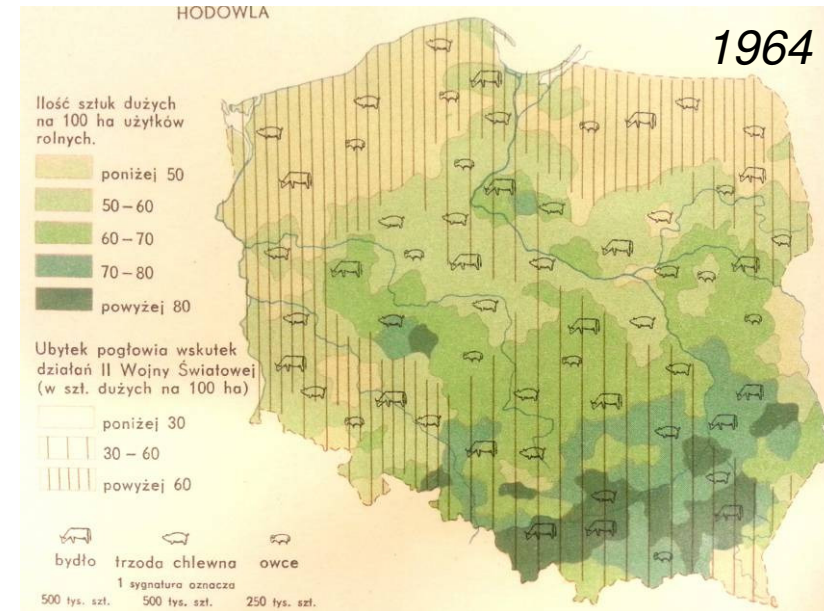 HODOWLA
1964
Ilość sztuk dużych
na 100 ha użytków
rolnych.
poniżej 50
50 – 60
60 – 70
70 – 80
powyżej 80
Ubytek pogłowia wskutek
działań II Wojny Światowej
(w szt. dużych na 100 ha)
poniżej 30
30 – 60
powyżej 60
bydło trzoda chlewna owce
1 sygnatura oznacza
500 tys. szt. 500 tys. szt. 250 tys. szt.